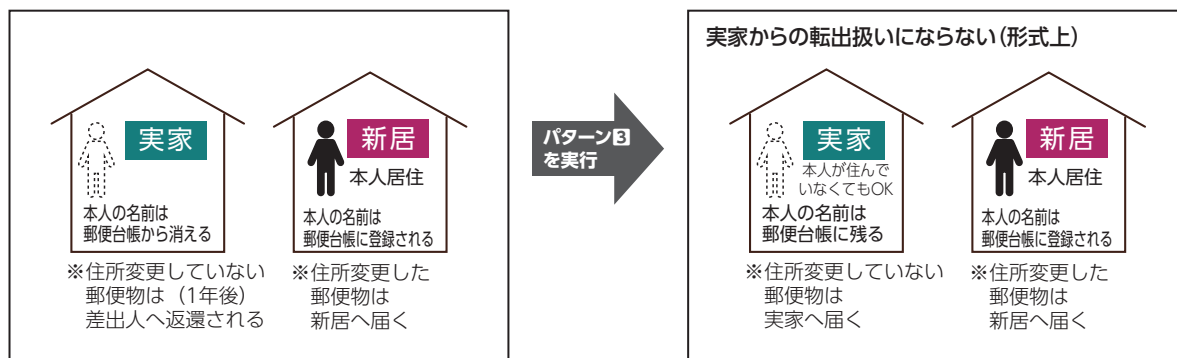 実家
本人の名前は
郵便台帳から消える
※住所変更していない
郵便物は（1年後）
差出人へ返還される
新居
本人居住
本人の名前は
郵便台帳に登録される
※住所変更した
郵便物は
新居へ届く
パターン3
を実行
実家からの転出扱いにならない（形式上）
実家
本人が住んで
いなくてもOK
本人の名前は
郵便台帳に残る
※住所変更していない
郵便物は
実家へ届く
新居
本人居住
本人の名前は
郵便台帳に登録される
※住所変更した
郵便物は
新居へ届く